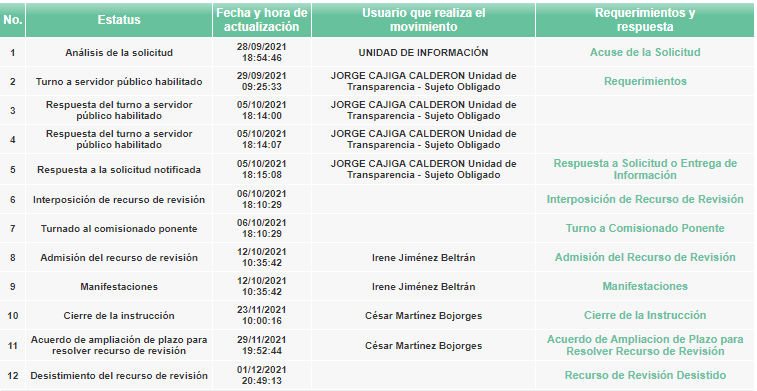 No.
Estatus
Fecha y hora de
actualización
Usuario que realiza el
movimiento
Requerimientos y
respuesta
1
Análisis de la solicitud
28/09/2021
18:54:46
UNIDAD DE INFORMACIÓN
Acuse de la Solicitud
2
Turno a servidor público habilitado
29/09/2021
09:25:33
JORGE CAJIGA CALDERON Unidad de
Transparencia - Sujeto Obligado
Requerimientos
3
Respuesta del turno a servidor
público habilitado
05/10/2021
18:14:00
JORGE CAJIGA CALDERON Unidad de
Transparencia - Sujeto Obligado
4
Respuesta del turno a servidor
público habilitado
05/10/2021
18:14:07
JORGE CAJIGA CALDERON Unidad de
Transparencia - Sujeto Obligado
5
Respuesta a la solicitud notificada
05/10/2021
18:15:08
JORGE CAJIGA CALDERON Unidad de
Transparencia - Sujeto Obligado
Respuesta a Solicitud o Entrega de
Información
6
Interposición de recurso de revisión
06/10/2021
18:10:29
Interposición de Recurso de Revisión
7
Turnado al comisionado ponente
06/10/2021
18:10:29
Turno a Comisionado Ponente
8
Admisión del recurso de revisión
12/10/2021
10:35:42
Irene Jiménez Beltrán
Admisión del Recurso de Revisión
9
Manifestaciones
12/10/2021
10:35:42
Irene Jiménez Beltrán
Manifestaciones
10
Cierre de la instrucción
23/11/2021
10:00:16
César Martínez Bojorges
Cierre de la Instrucción
11
Acuerdo de ampliación de plazo para
resolver recurso de revisión
29/11/2021
19:52:44
César Martínez Bojorges
Acuerdo de Ampliacion de Plazo para
Resolver Recurso de Revisión
12
Desistimiento del recurso de revisión
01/12/2021
20:49:13
Recurso de Revisión Desistido